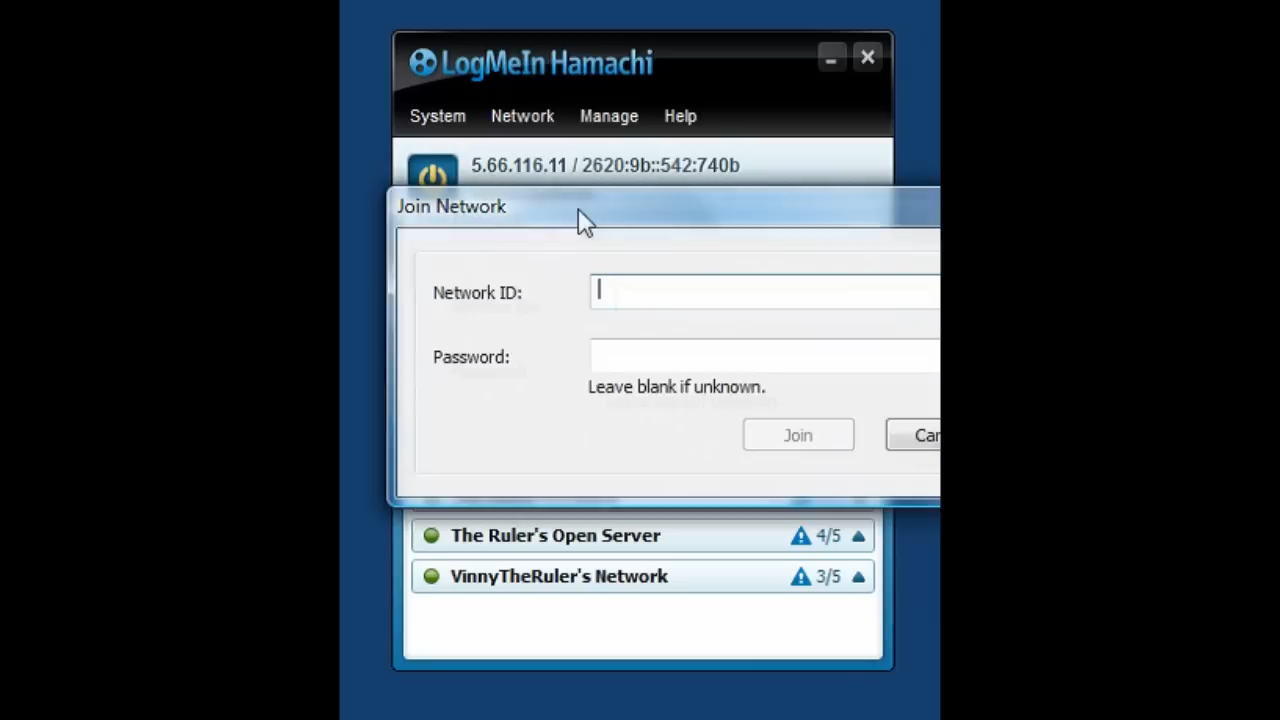 LogMeIn Hamachi
System Network Manage Help
5.66.116.11 / 2620:9b::542:740b
Join Network
Network ID:
Password:
Leave blank if unknown.
Join Can
The Ruler's Open Server 4/5
VinnyTheRuler's Network 3/5